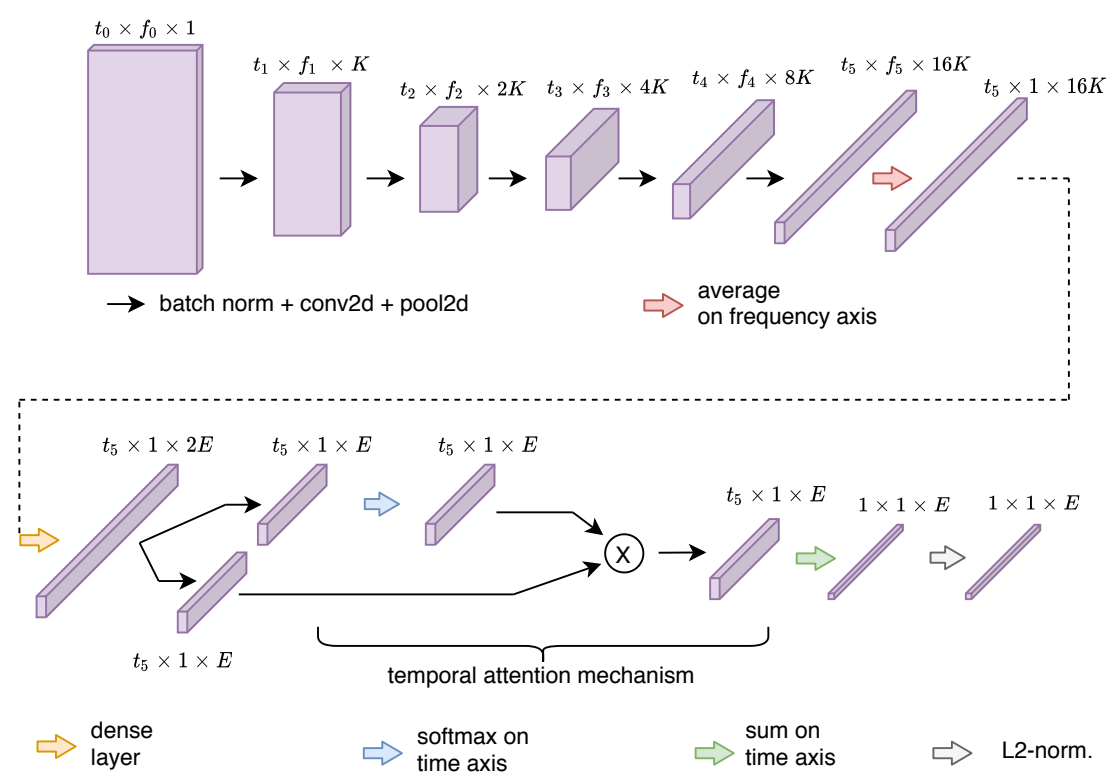 t₀ × f₀ × 1
t₁ × f₁ × K
t₂ × f₂ × 2K
t₃ × f₃ × 4K
t₄ × f₄ × 8K
t₅ × f₅ × 16K
t₅ × 1 × 16K
batch norm + conv2d + pool2d
average
on frequency axis
t₅ × 1 × 2E
t₅ × 1 × E
t₅ × 1 × E
t₅ × 1 × E
1 × 1 × E
1 × 1 × E
X
t₅ × 1 × E
temporal attention mechanism
dense
layer
softmax on
time axis
sum on
time axis
L2-norm.